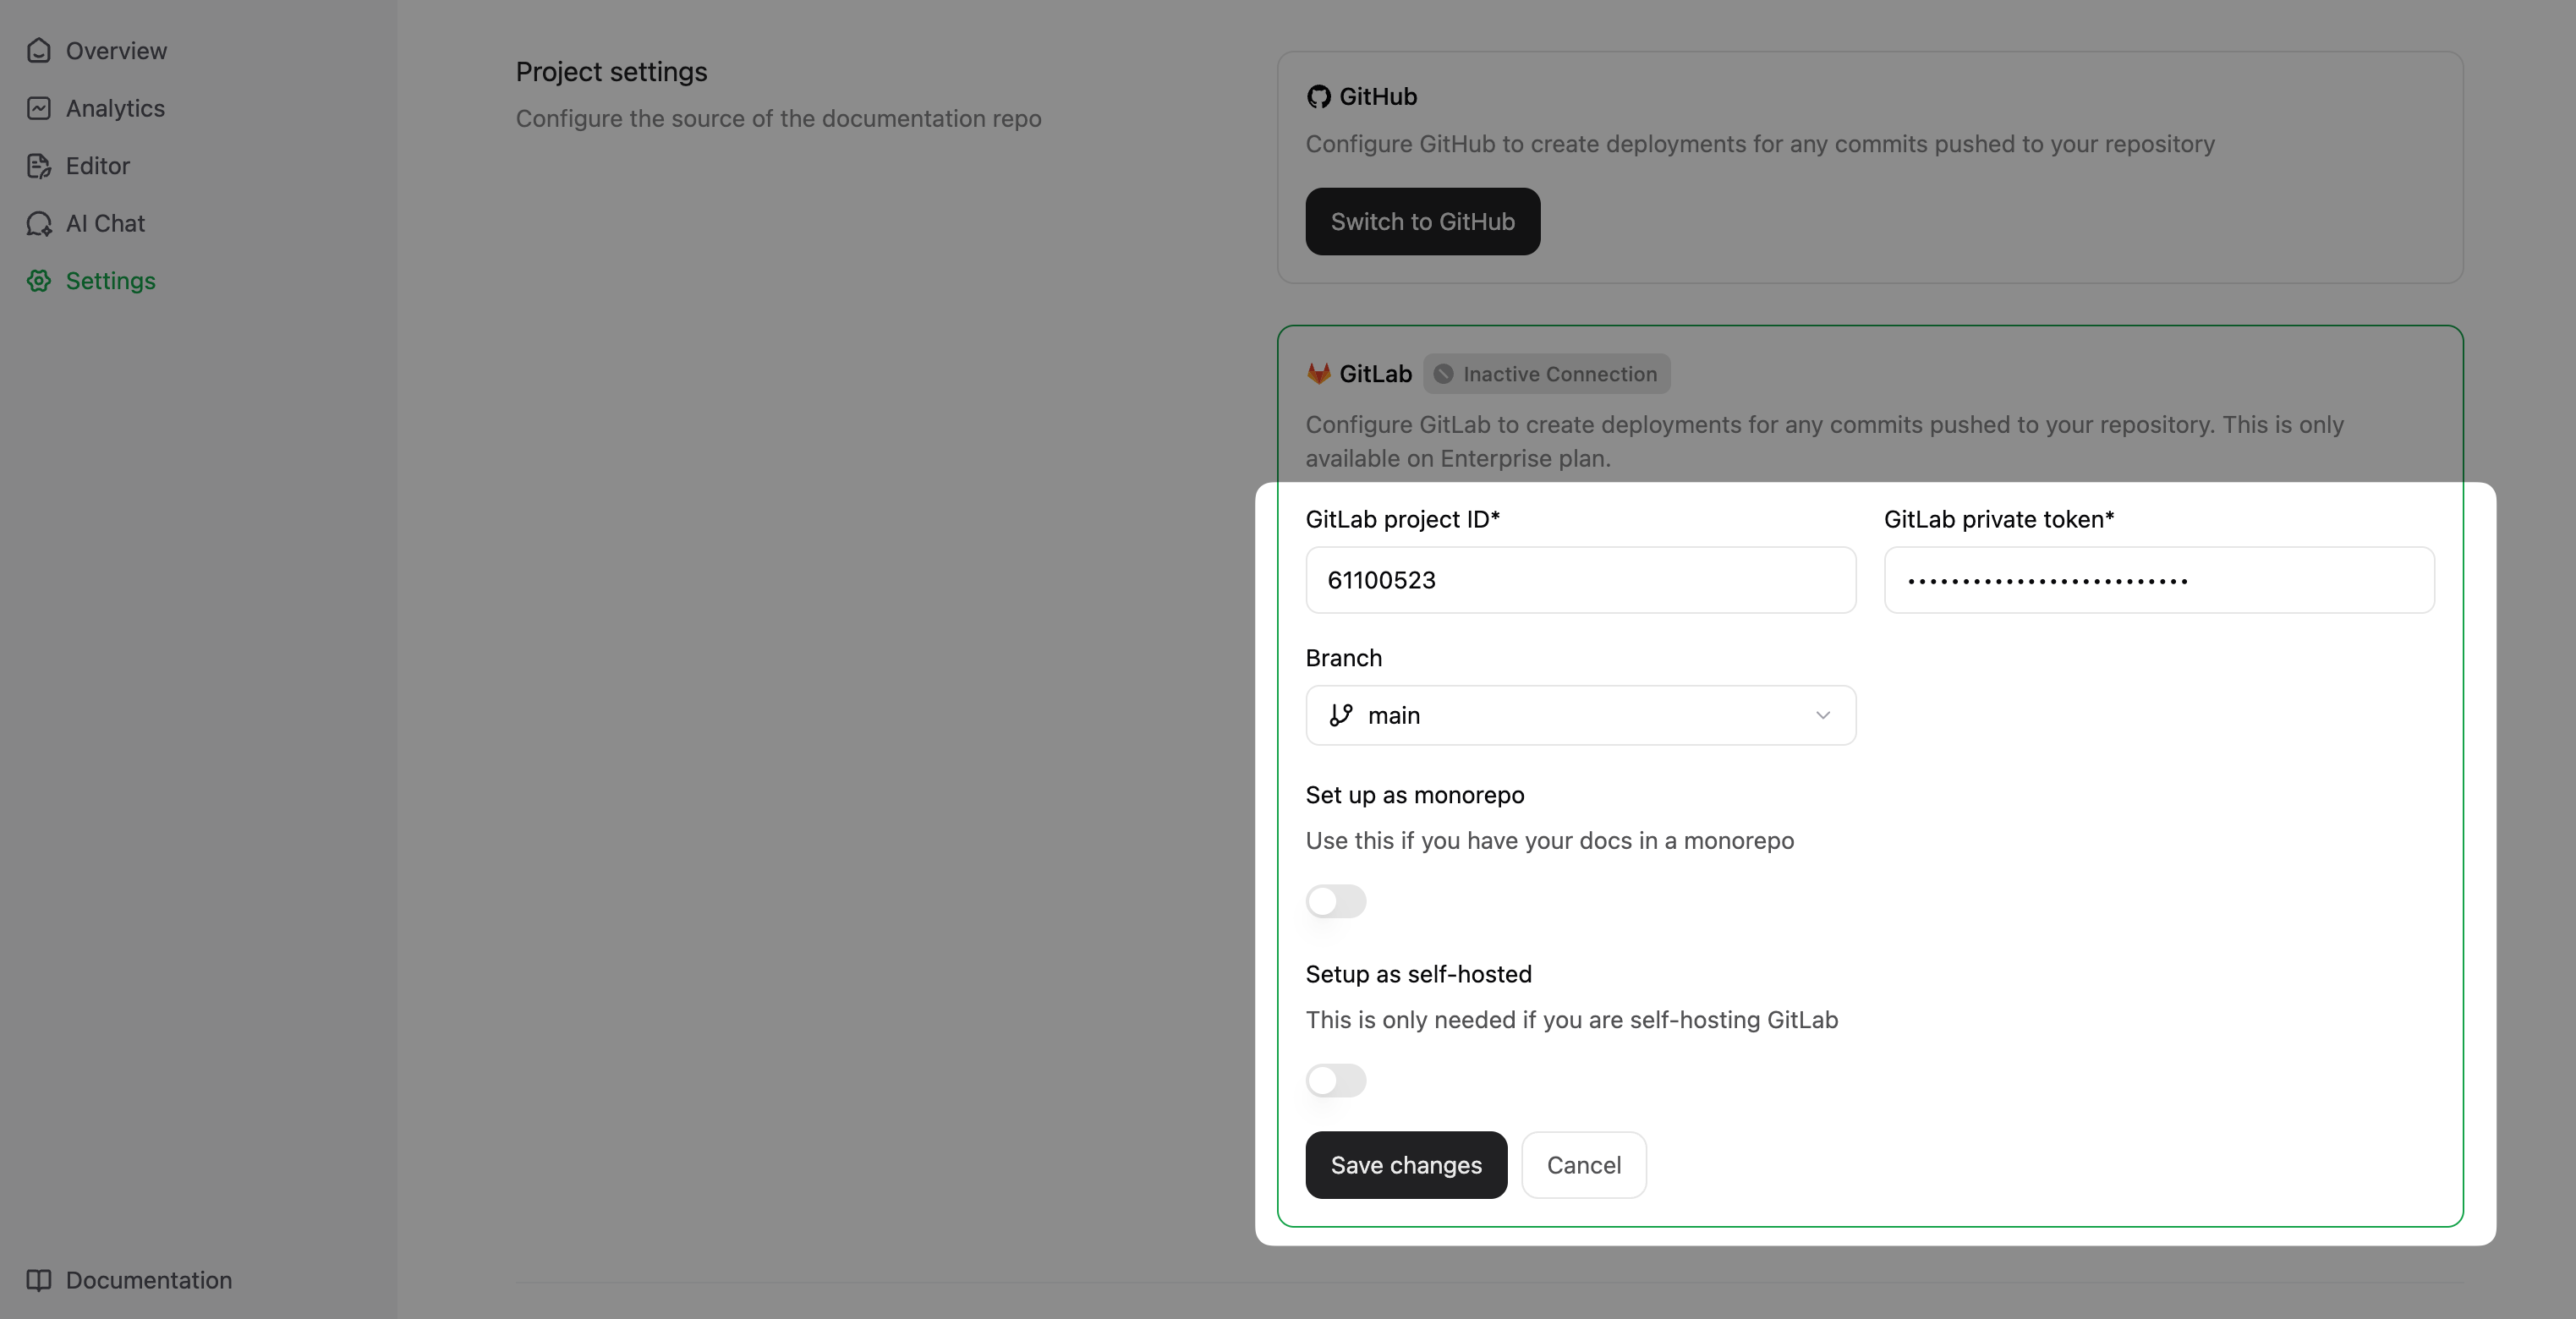 Overview
Analytics
Editor
AI Chat
Settings
Documentation
Project settings
Configure the source of the documentation repo
GitHub
Configure GitHub to create deployments for any commits pushed to your repository
Switch to GitHub
GitLab Inactive Connection
Configure GitLab to create deployments for any commits pushed to your repository. This is only
available on Enterprise plan.
GitLab project ID* GitLab private token*
61100523 ••••••••••••••••••••••••••
Branch
main
Set up as monorepo
Use this if you have your docs in a monorepo
Setup as self-hosted
This is only needed if you are self-hosting GitLab
Save changes Cancel